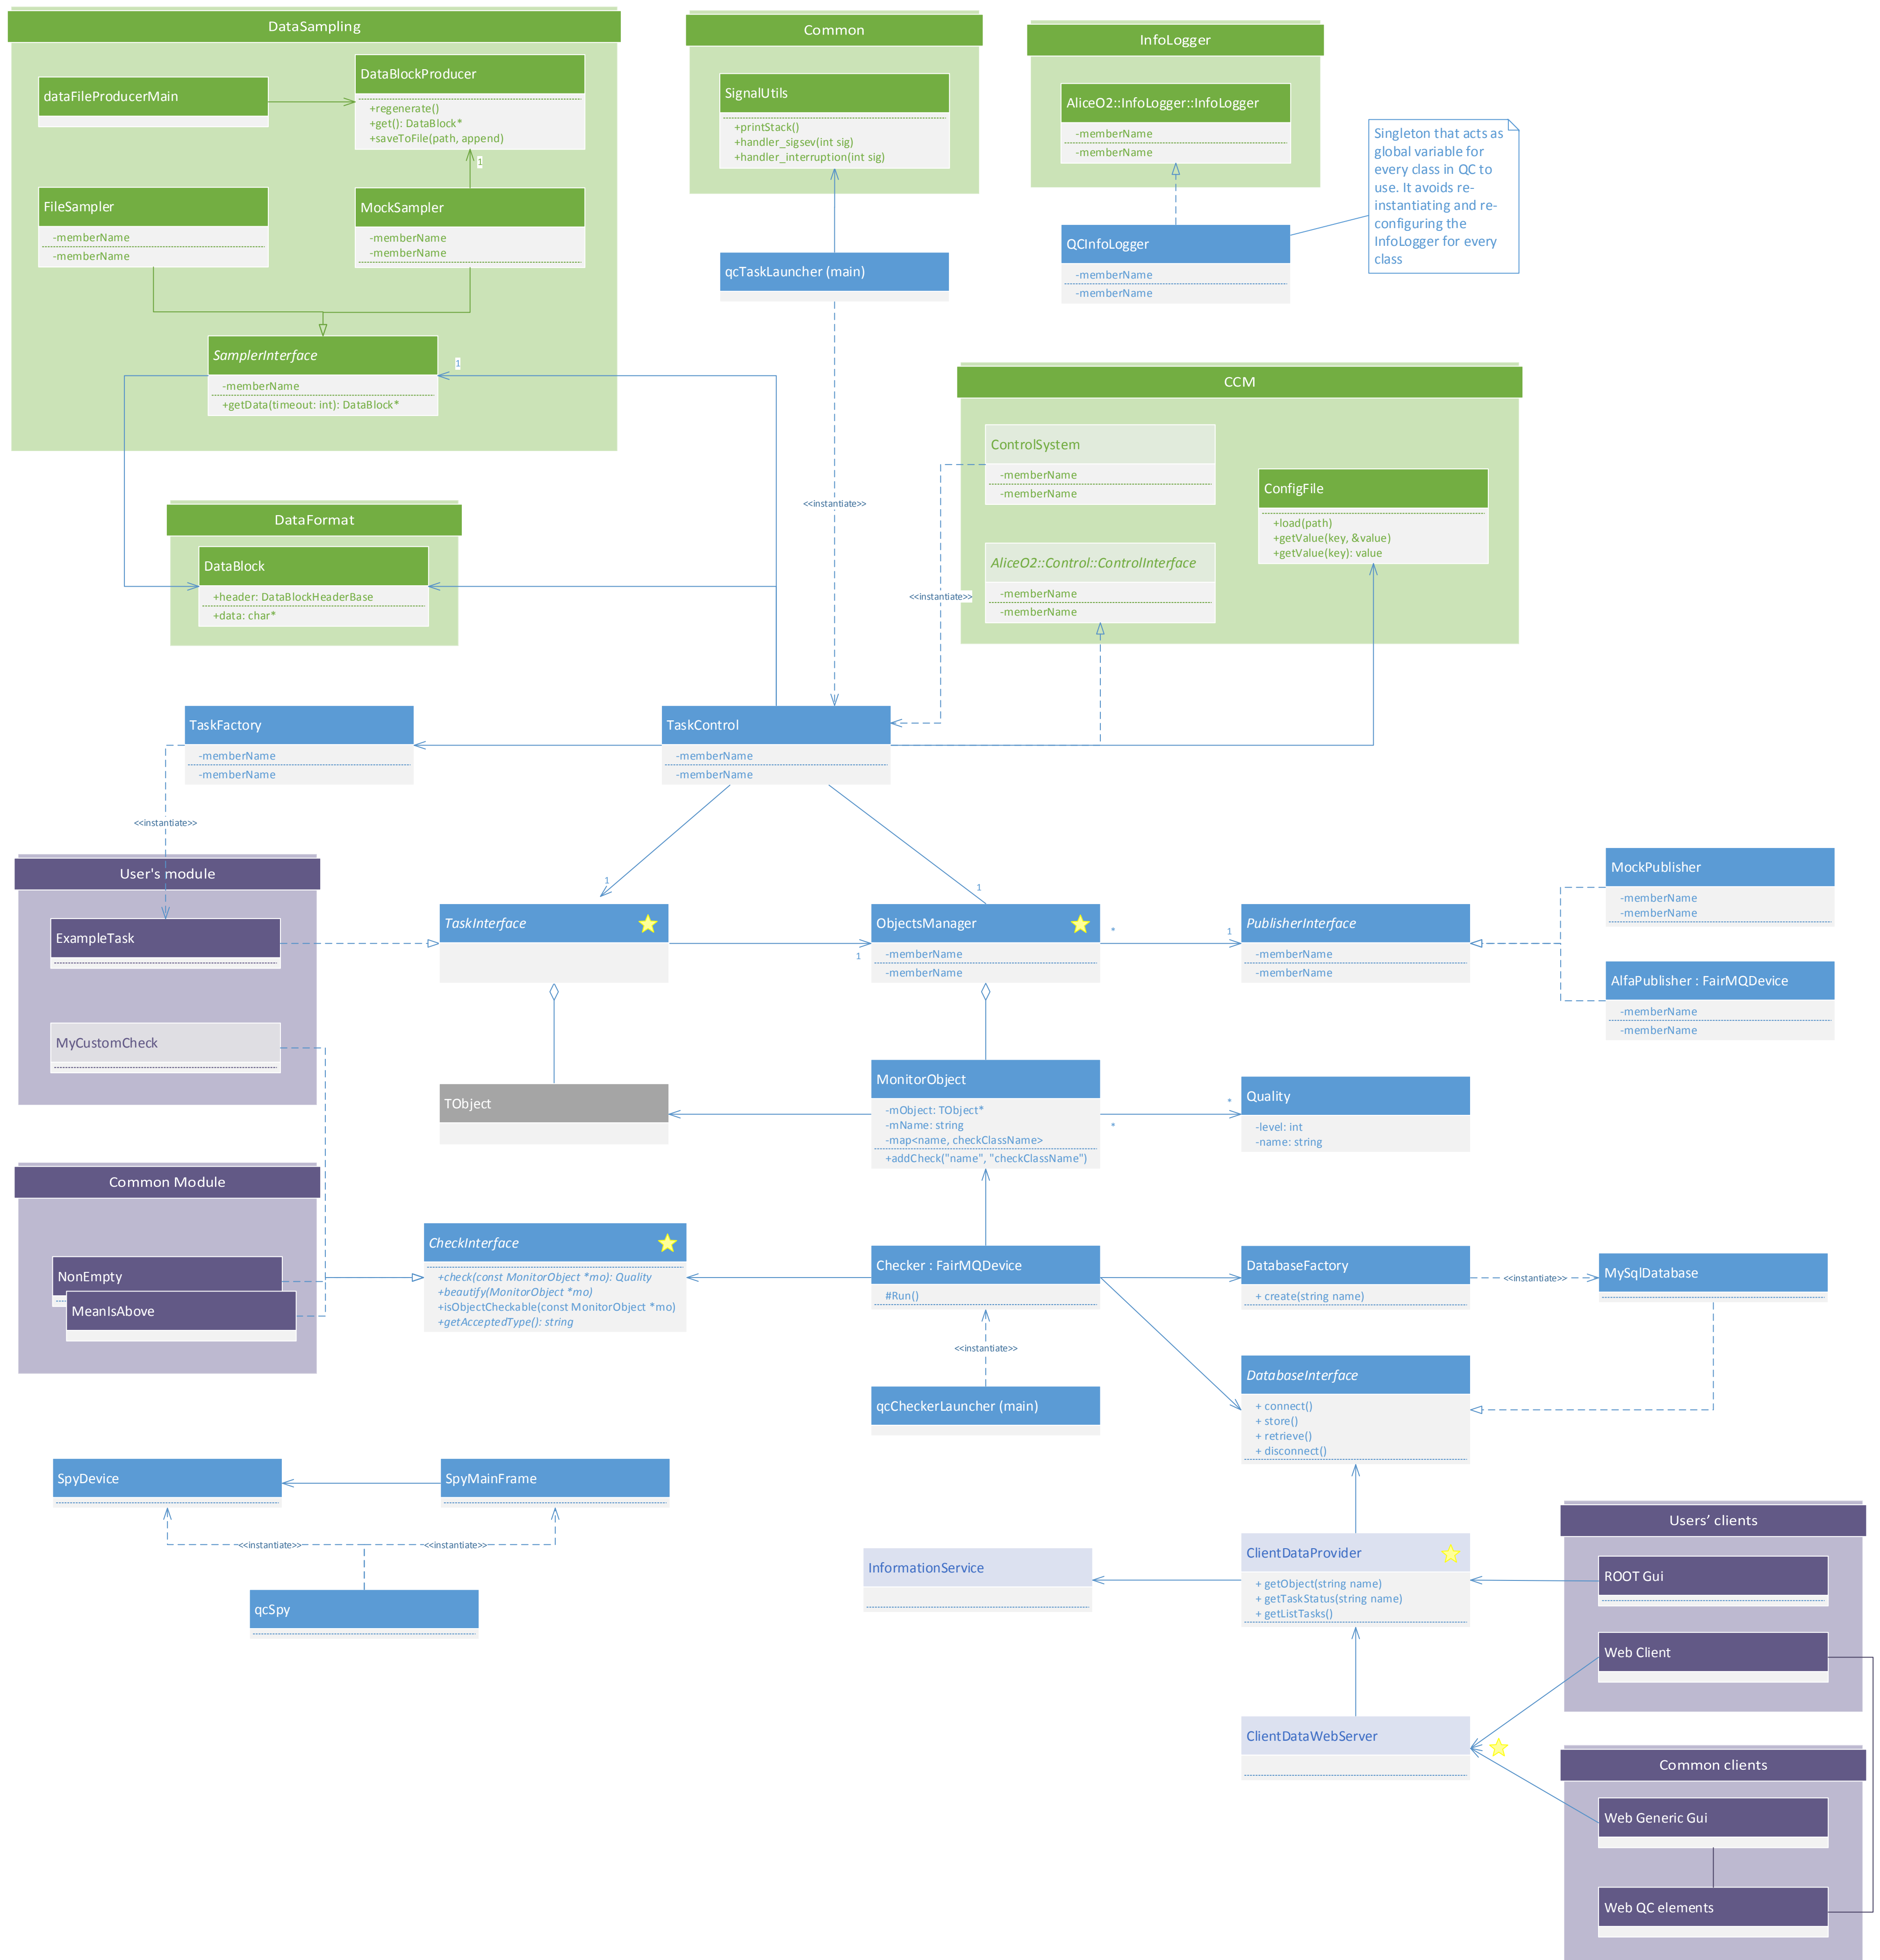 DataSampling
dataFileProducerMain
DataBlockProducer
+regenerate()
+get(): DataBlock*
+saveToFile(path, append)
1
FileSampler
-memberName
-memberName
MockSampler
-memberName
-memberName
SamplerInterface
-memberName
+getData(timeout: int): DataBlock*
1
Common
SignalUtils
+printStack()
+handler_sigsev(int sig)
+handler_interruption(int sig)
qcTaskLauncher (main)
InfoLogger
AliceO2::InfoLogger::InfoLogger
-memberName
-memberName
QCInfoLogger
-memberName
-memberName
Singleton that acts as
global variable for
every class in QC to
use. It avoids re-
instantiating and re-
configuring the
InfoLogger for every
class
CCM
ControlSystem
-memberName
-memberName
AliceO2::Control::ControlInterface
-memberName
-memberName
ConfigFile
+load(path)
+getValue(key, &value)
+getValue(key): value
<<instantiate>>
<<instantiate>>
DataFormat
DataBlock
+header: DataBlockHeaderBase
+data: char*
TaskFactory
-memberName
-memberName
TaskControl
-memberName
-memberName
<<instantiate>>
User's module
ExampleTask
MyCustomCheck
1
1
TaskInterface
1
ObjectsManager
-memberName
-memberName
*
1
PublisherInterface
-memberName
-memberName
MockPublisher
-memberName
-memberName
AlfaPublisher : FairMQDevice
-memberName
-memberName
TObject
MonitorObject
-mObject: TObject*
-mName: string
-map<name, checkClassName>
+addCheck("name", "checkClassName")
*
*
Quality
-level: int
-name: string
Common Module
NonEmpty
MeanIsAbove
CheckInterface
+check(const MonitorObject *mo): Quality
+beautify(MonitorObject *mo)
+isObjectCheckable(const MonitorObject *mo)
+getAcceptedType(): string
Checker : FairMQDevice
#Run()
<<instantiate>>
qcCheckerLauncher (main)
DatabaseFactory
+ create(string name)
<<instantiate>>
MySqlDatabase
DatabaseInterface
+ connect()
+ store()
+ retrieve()
+ disconnect()
SpyDevice
SpyMainFrame
<<instantiate>>
<<instantiate>>
qcSpy
InformationService
ClientDataProvider
+ getObject(string name)
+ getTaskStatus(string name)
+ getListTasks()
ClientDataWebServer
Users’ clients
ROOT Gui
Web Client
Common clients
Web Generic Gui
Web QC elements